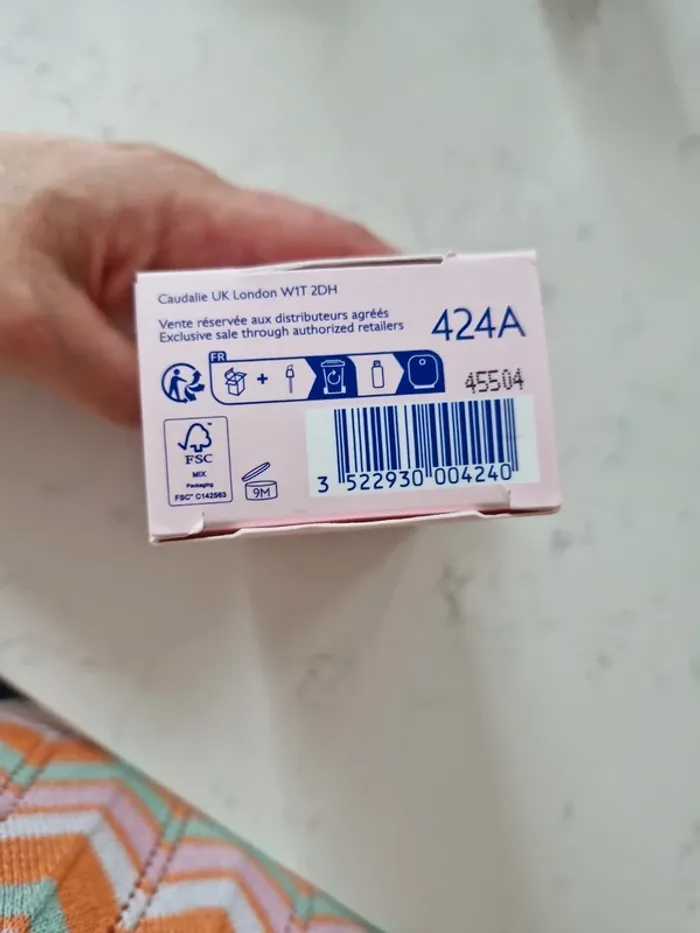 Caudalie UK London W1T 2DH
Vente réservée aux distributeurs agréés
Exclusive sale through authorized retailers
424A
FR
+
45504
FSC
MIX
Packaging
FSC® C142563
9M
3 522930 004240